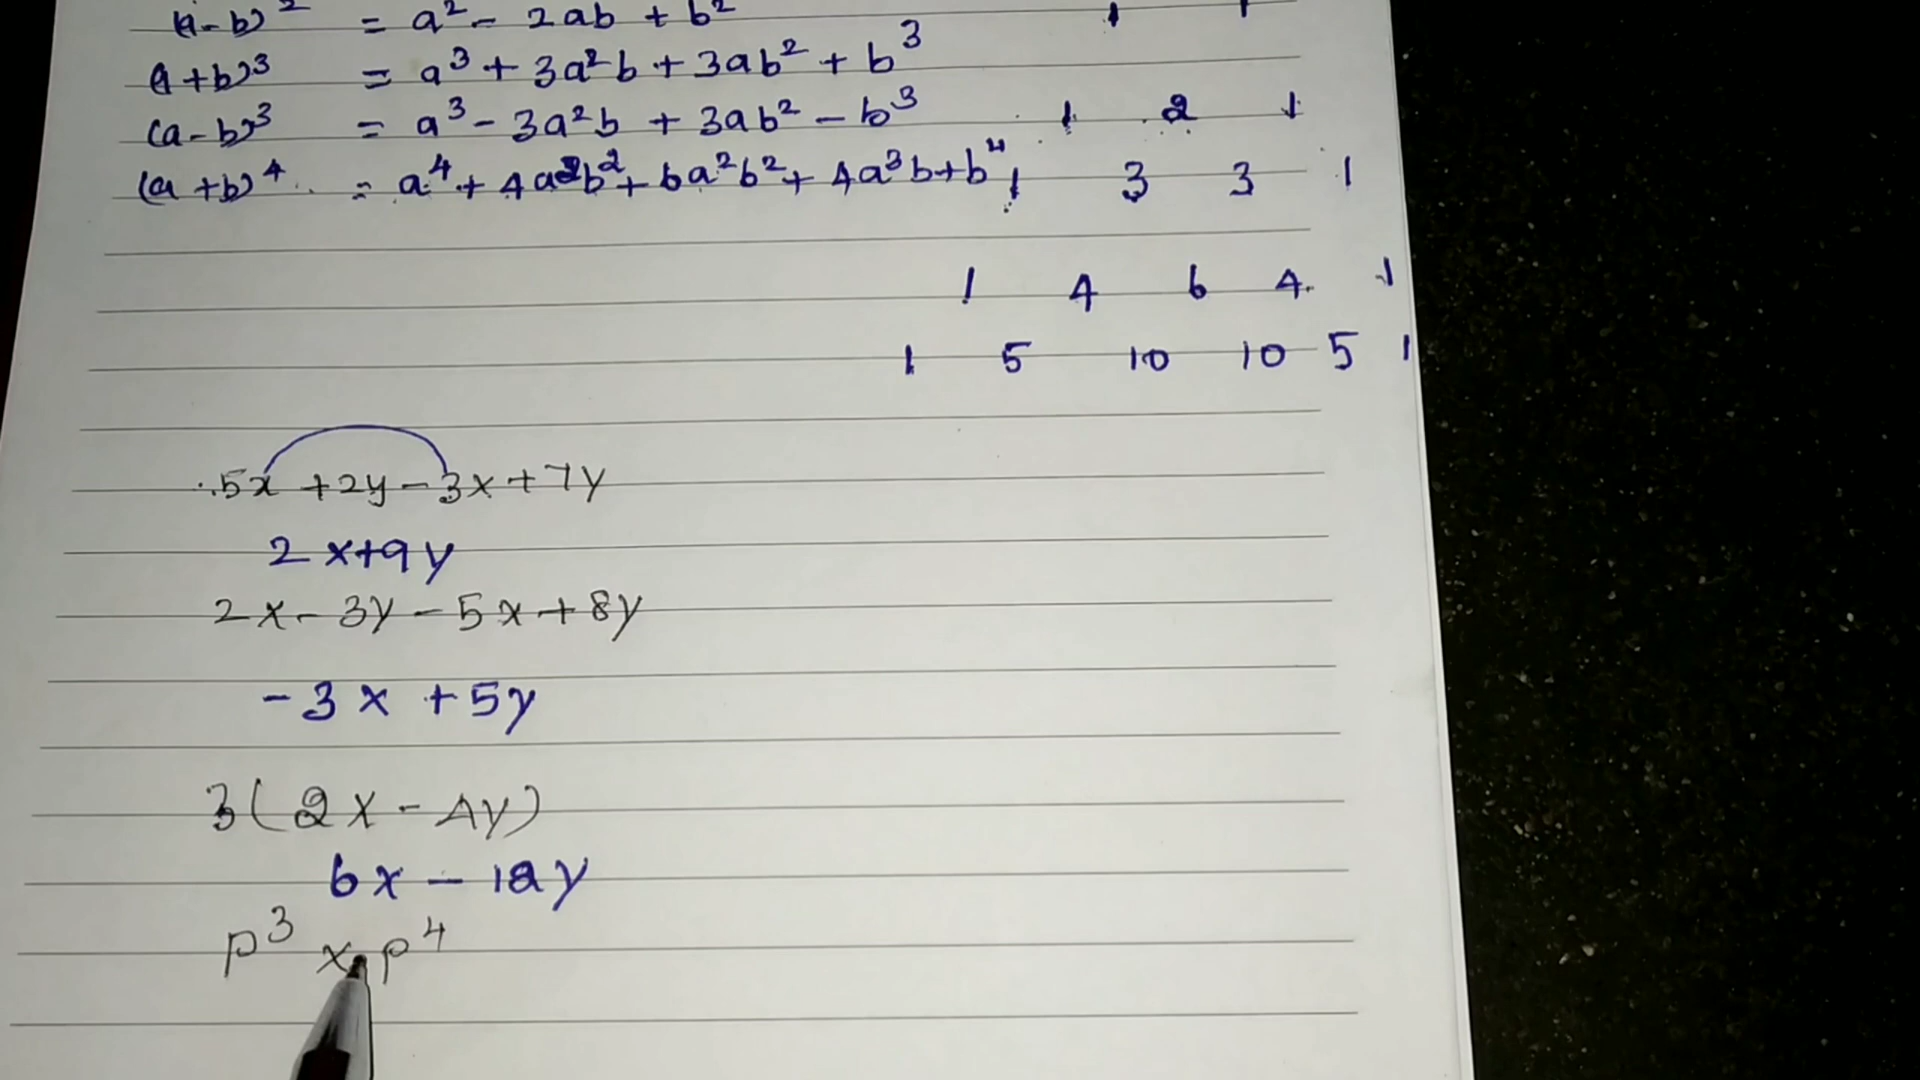 (a-b)² = a² - 2ab + b²
(a+b)³ = a³ + 3a²b + 3ab² + b³
(a-b)³ = a³ - 3a²b + 3ab² - b³
1 2 1
(a+b)⁴ = a⁴ + 4a²b² + 6a²b² + 4a³b + b⁴
1 3 3 1
1 4 6 4 1
1 5 10 10 5 1
5x + 2y - 3x + 7y
2x + 9y
2x - 3y - 5x + 8y
-3x + 5y
3(2x - 4y)
6x - 12y
p³ x p⁴